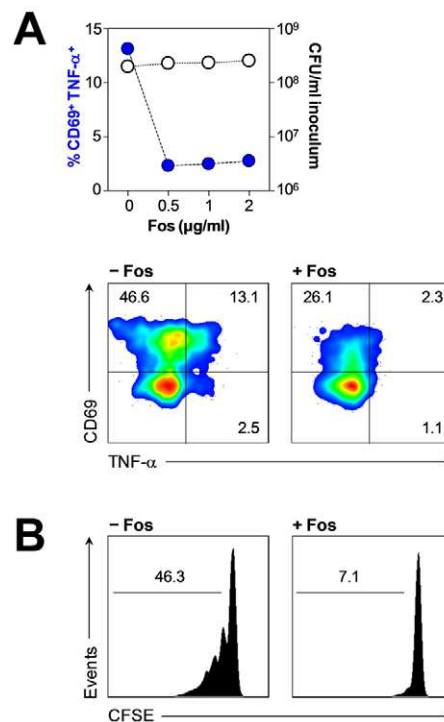 A
15
10
5
0
% CD69⁺ TNF-α⁺
10⁹
10⁸
10⁷
10⁶
CFU/ml inoculum
0 0.5 1 2
Fos (µg/ml)
− Fos + Fos
46.6 13.1 26.1 2.3
2.5 1.1
CD69
TNF-α
B
− Fos + Fos
46.3 7.1
Events
CFSE